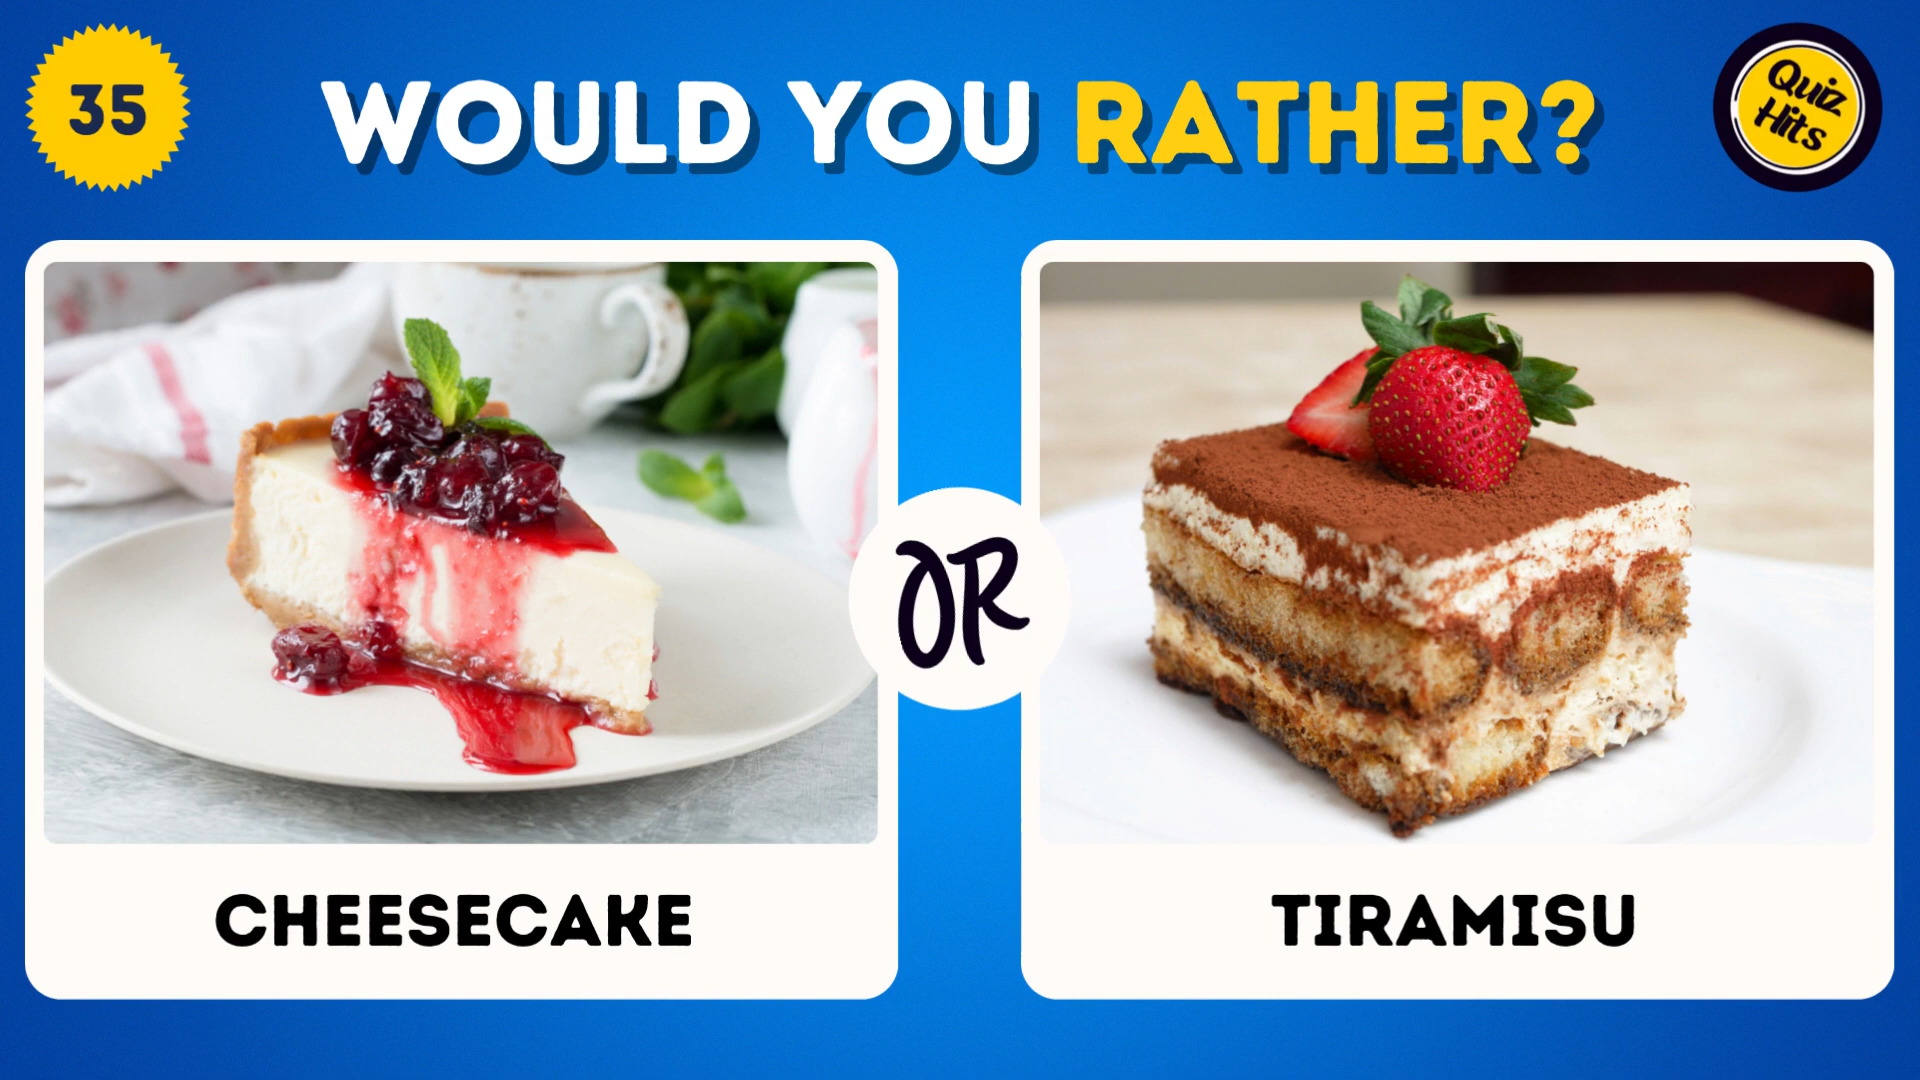 35
WOULD YOU RATHER?
Quiz
Hits
OR
CHEESECAKE
TIRAMISU